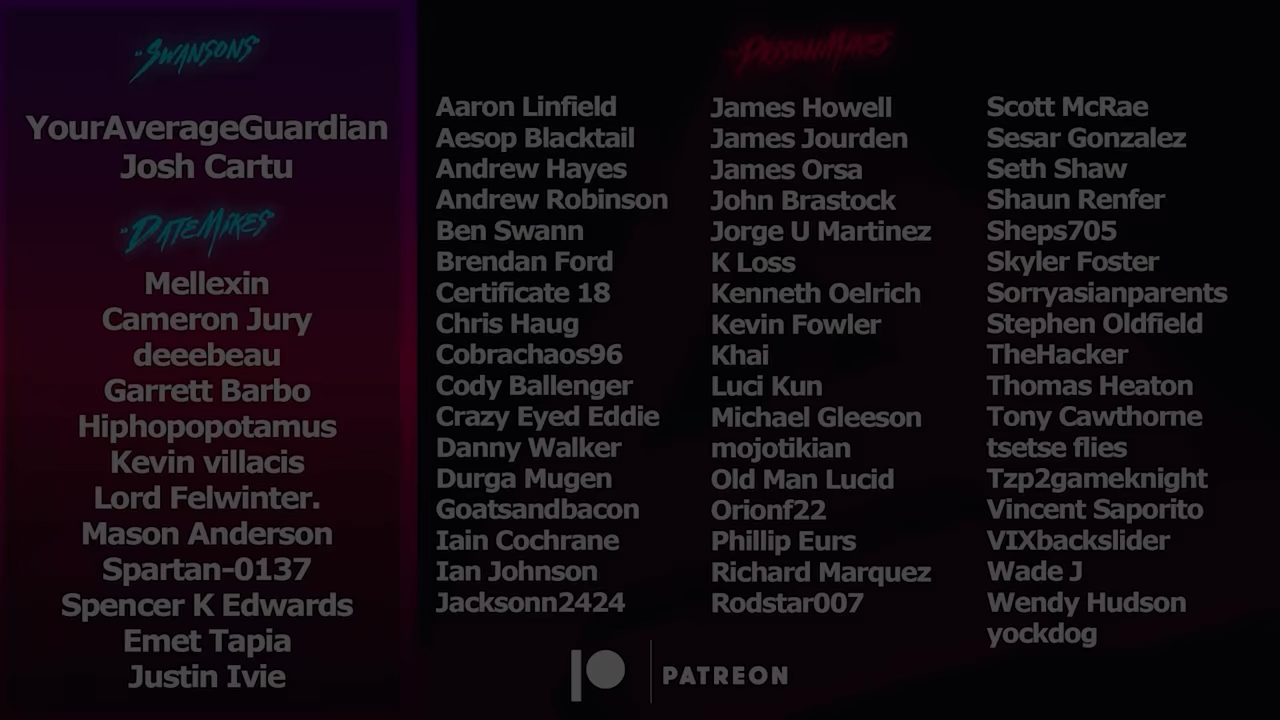 Swansons
YourAverageGuardian
Josh Cartu
DateMikes
Mellexin
Cameron Jury
deeebeau
Garrett Barbo
Hiphopopotamus
Kevin villacis
Lord Felwinter.
Mason Anderson
Spartan-0137
Spencer K Edwards
Emet Tapia
Justin Ivie
PrisonMikes
Aaron Linfield
Aesop Blacktail
Andrew Hayes
Andrew Robinson
Ben Swann
Brendan Ford
Certificate 18
Chris Haug
Cobrachaos96
Cody Ballenger
Crazy Eyed Eddie
Danny Walker
Durga Mugen
Goatsandbacon
Iain Cochrane
Ian Johnson
Jacksonn2424
James Howell
James Jourden
James Orsa
John Brastock
Jorge U Martinez
K Loss
Kenneth Oelrich
Kevin Fowler
Khai
Luci Kun
Michael Gleeson
mojotikian
Old Man Lucid
Orionf22
Phillip Eurs
Richard Marquez
Rodstar007
Scott McRae
Sesar Gonzalez
Seth Shaw
Shaun Renfer
Sheps705
Skyler Foster
Sorryasianparents
Stephen Oldfield
TheHacker
Thomas Heaton
Tony Cawthorne
tsetse flies
Tzp2gameknight
Vincent Saporito
VIXbackslider
Wade J
Wendy Hudson
yockdog
PATREON